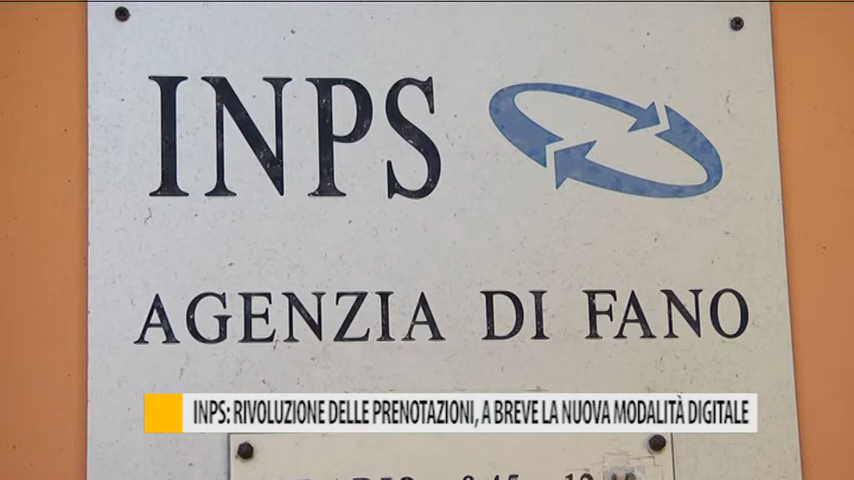 INPS
AGENZIA DI FANO
INPS: RIVOLUZIONE DELLE PRENOTAZIONI, A BREVE LA NUOVA MODALITÀ DIGITALE